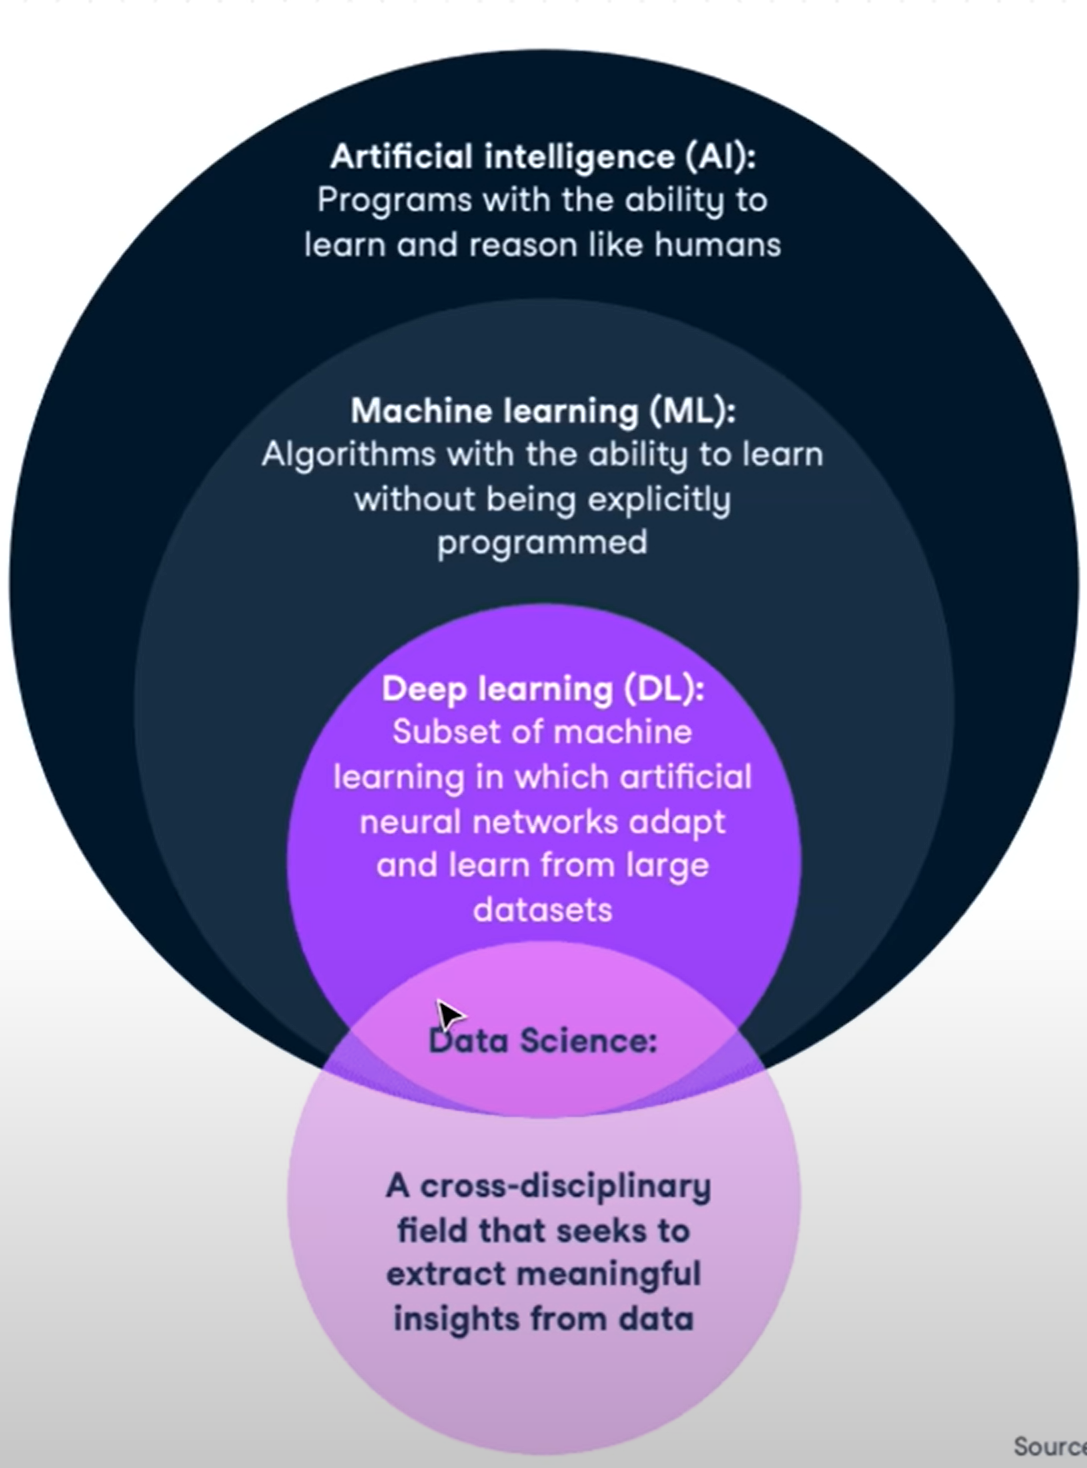 Artificial intelligence (AI):
Programs with the ability to
learn and reason like humans
Machine learning (ML):
Algorithms with the ability to learn
without being explicitly
programmed
Deep learning (DL):
Subset of machine
learning in which artificial
neural networks adapt
and learn from large
datasets
Data Science:
A cross-disciplinary
field that seeks to
extract meaningful
insights from data
Source